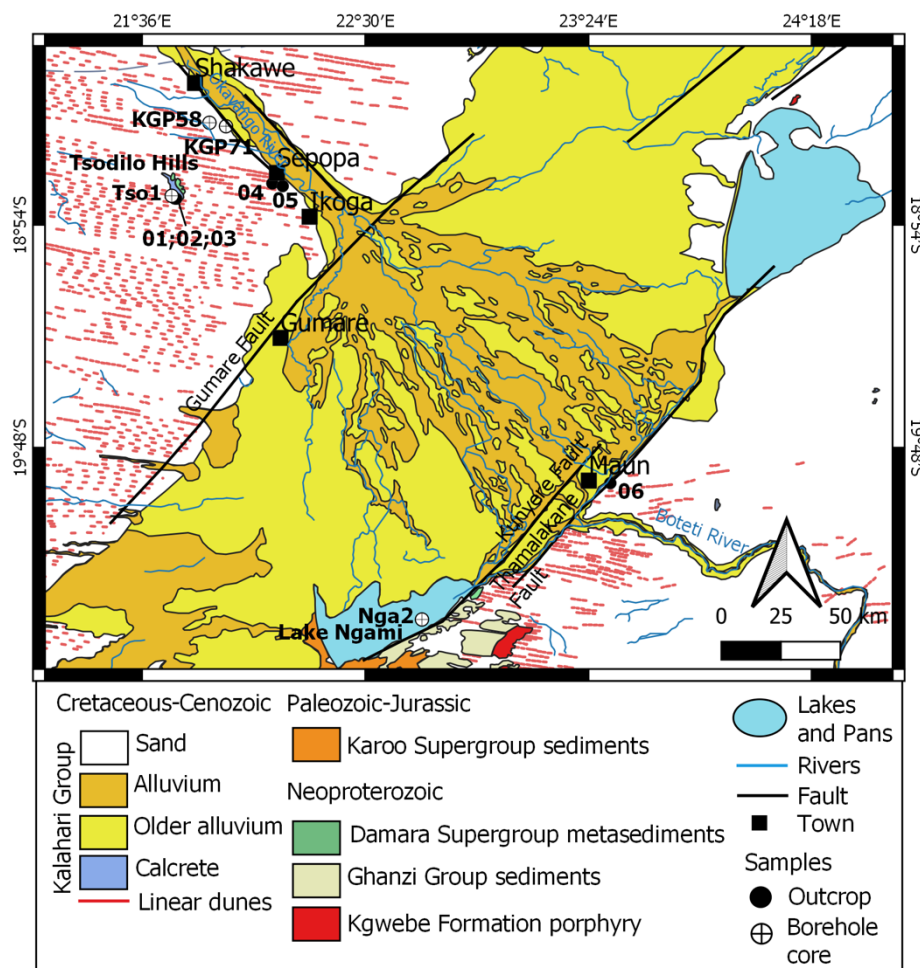 21°36'E 22°30'E 23°24'E 24°18'E
Shakawe
Okavango River
KGP58
KGP71
Tsodilo Hills
Sepopa
Tso1
04 05
Ikoga
01;02;03
18°54'S
18°54'S
Gumare
Gumare Fault
19°48'S
19°48'S
Kunyere Fault
Maun
06
Thamalakane
Fault
Boteti River
Nga2
Lake Ngami
0 25 50 km
Cretaceous-Cenozoic
Kalahari Group
Sand
Alluvium
Older alluvium
Calcrete
Linear dunes
Paleozoic-Jurassic
Karoo Supergroup sediments
Neoproterozoic
Damara Supergroup metasediments
Ghanzi Group sediments
Kgwebe Formation porphyry
Lakes
and Pans
Rivers
Fault
Town
Samples
Outcrop
Borehole
core